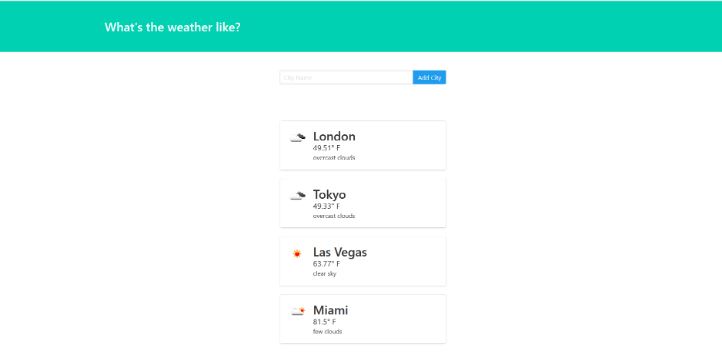 What's the weather like?
City Name
Add City
London
49.51° F
overcast clouds
Tokyo
49.33° F
overcast clouds
Las Vegas
63.77° F
clear sky
Miami
81.5° F
few clouds